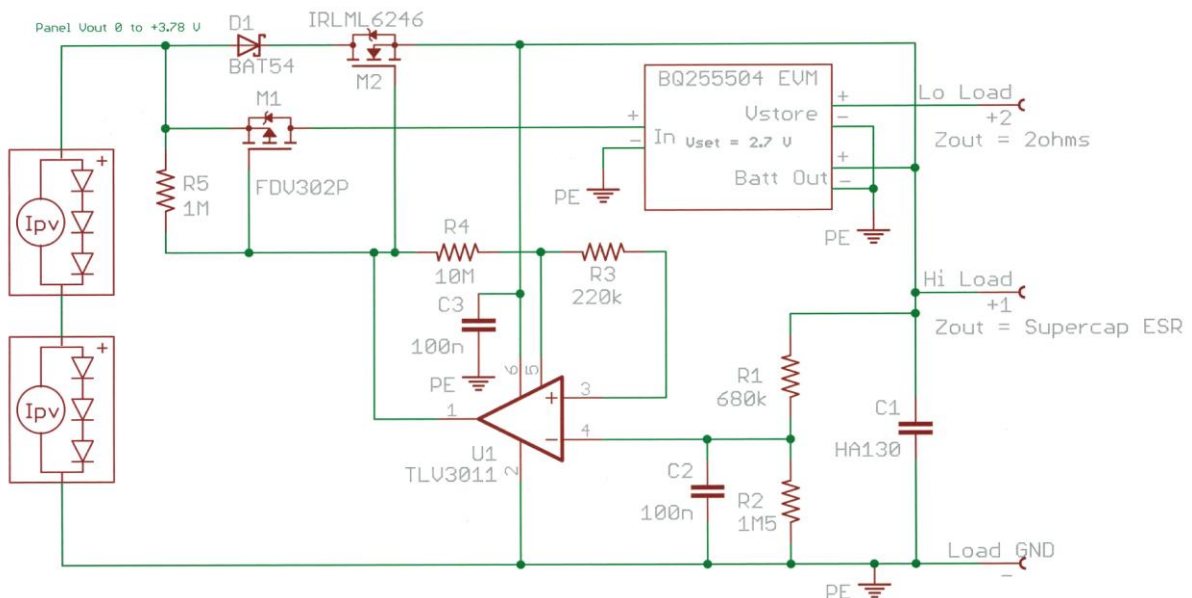 Panel Vout 0 to +3.78 V
D1
BAT54
IRLML6246
M2
M1
FDV302P
R5
1M
BQ255504 EVM
+
-
In
Vset = 2.7 V
Vstore
+
-
Batt Out
+
-
PE
PE
Lo Load
+2
Zout = 2ohms
+
Ipv
+
Ipv
R4
10M
R3
220k
C3
100n
PE
6
5
3
+
4
-
1
2
U1
TLV3011
Hi Load
+1
Zout = Supercap ESR
R1
680k
C1
HA130
C2
100n
R2
1M5
Load GND
-
PE